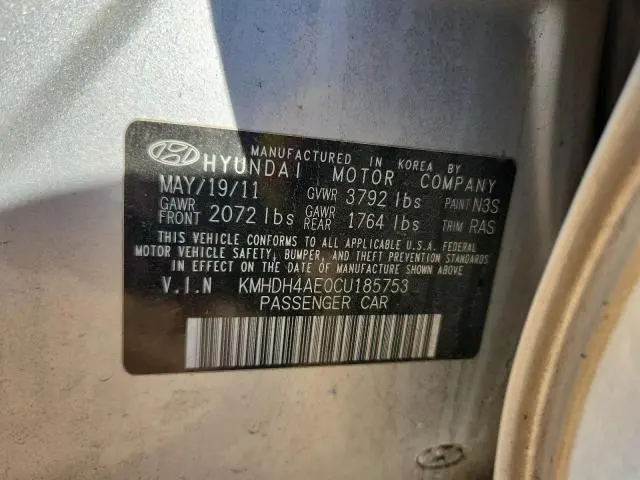 MANUFACTURED IN KOREA BY
HYUNDAI MOTOR COMPANY
MAY/19/11 GVWR 3792 lbs PAINT N3S
GAWR FRONT 2072 lbs GAWR REAR 1764 lbs TRIM RAS
THIS VEHICLE CONFORMS TO ALL APPLICABLE U.S.A. FEDERAL
MOTOR VEHICLE SAFETY, BUMPER, AND THEFT PREVENTION STANDARDS
IN EFFECT ON THE DATE OF MANUFACTURE SHOWN ABOVE.
V.I.N KMHDH4AE0CU185753
PASSENGER CAR